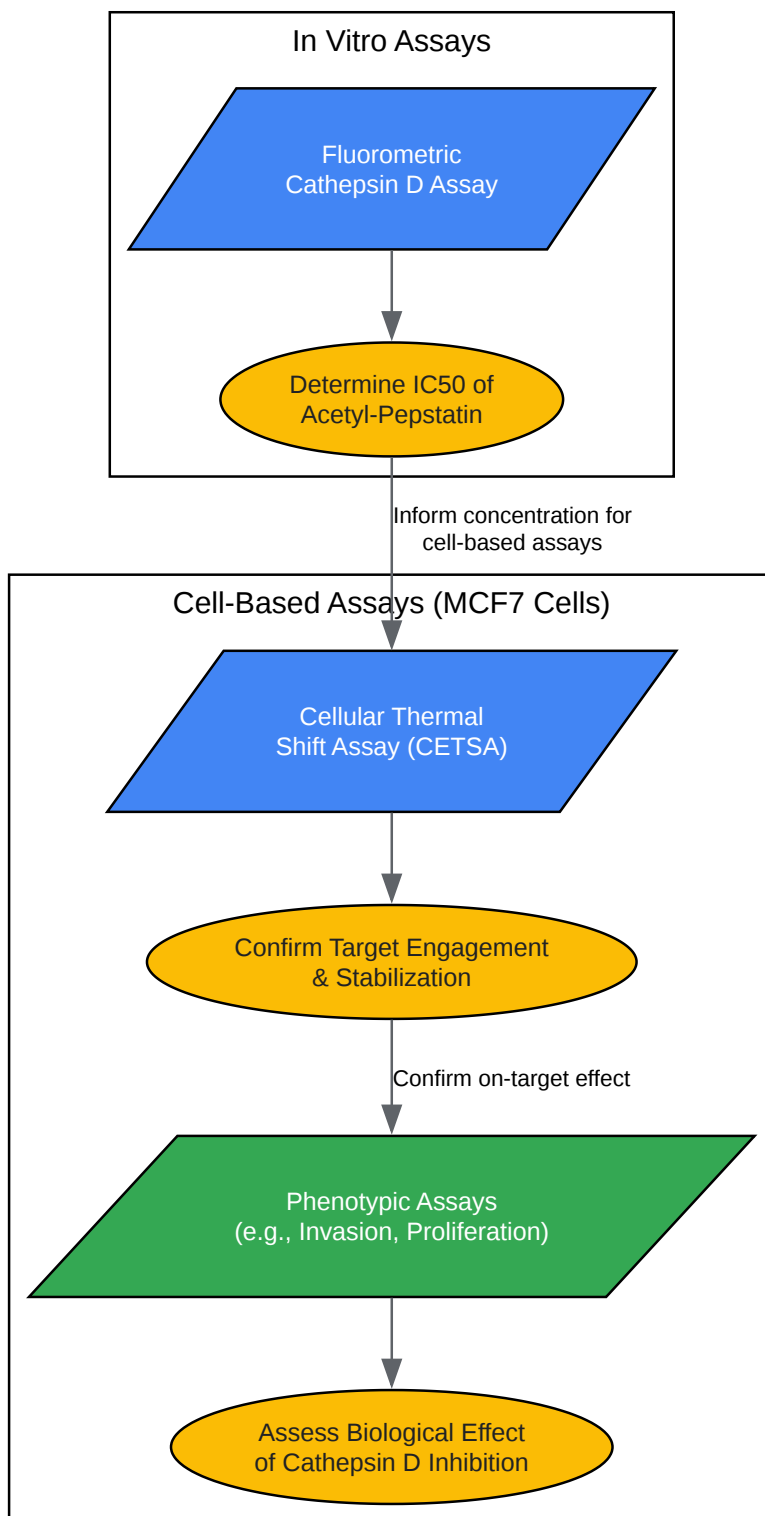 In Vitro Assays
Fluorometric
Cathepsin D Assay
Determine IC50 of
Acetyl-Pepstatin
Inform concentration for
cell-based assays
Cell-Based Assays (MCF7 Cells)
Cellular Thermal
Shift Assay (CETSA)
Confirm Target Engagement
& Stabilization
Confirm on-target effect
Phenotypic Assays
(e.g., Invasion, Proliferation)
Assess Biological Effect
of Cathepsin D Inhibition